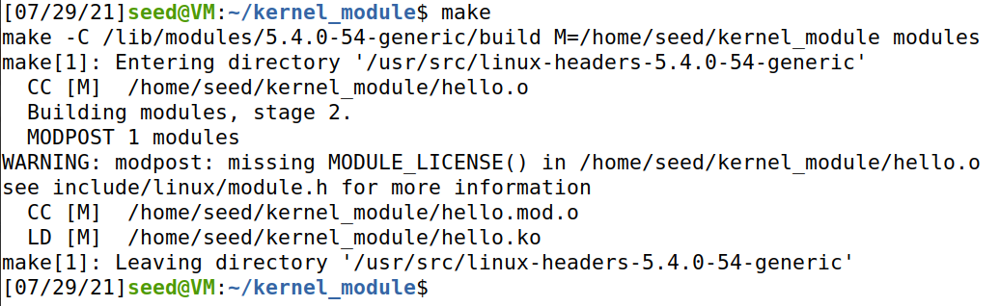 [07/29/21]seed@VM:~/kernel_module$ make
make -C /lib/modules/5.4.0-54-generic/build M=/home/seed/kernel_module modules
make[1]: Entering directory '/usr/src/linux-headers-5.4.0-54-generic'
  CC [M]  /home/seed/kernel_module/hello.o
  Building modules, stage 2.
  MODPOST 1 modules
WARNING: modpost: missing MODULE_LICENSE() in /home/seed/kernel_module/hello.o
see include/linux/module.h for more information
  CC [M]  /home/seed/kernel_module/hello.mod.o
  LD [M]  /home/seed/kernel_module/hello.ko
make[1]: Leaving directory '/usr/src/linux-headers-5.4.0-54-generic'
[07/29/21]seed@VM:~/kernel_module$